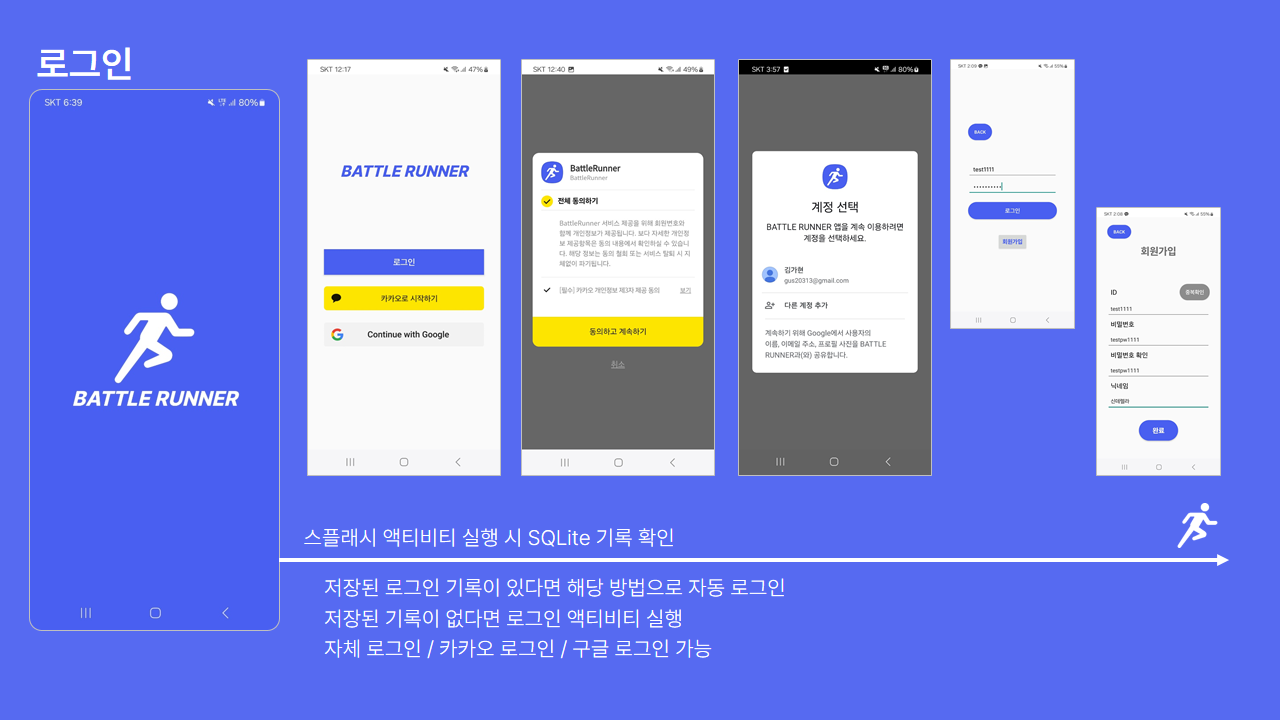 로그인
SKT 6:39
80%
BATTLE RUNNER
SKT 12:17
47%
BATTLE RUNNER
로그인
카카오로 시작하기
Continue with Google
SKT 12:40
49%
BattleRunner
BattleRunner
전체 동의하기
BattleRunner 서비스 제공을 위해 회원번호와
함께 개인정보가 제공됩니다. 보다 자세한 개인정
보 제공항목은 동의 내용에서 확인하실 수 있습니
다. 해당 정보는 동의 철회 또는 서비스 탈퇴 시 지
체없이 파기됩니다.
[필수] 카카오 개인정보 제3자 제공 동의 보기
동의하고 계속하기
취소
SKT 3:57
80%
계정 선택
BATTLE RUNNER 앱을 계속 이용하려면
계정을 선택하세요.
김가현
gus20313@gmail.com
다른 계정 추가
계속하기 위해 Google에서 사용자의
이름, 이메일 주소, 프로필 사진을 BATTLE
RUNNER과(와) 공유합니다.
SKT 2:09
55%
BACK
test1111
로그인
회원가입
SKT 2:08
55%
BACK
회원가입
ID
중복확인
test1111
비밀번호
testpw1111
비밀번호 확인
testpw1111
닉네임
신데렐라
완료
스플래시 액티비티 실행 시 SQLite 기록 확인
저장된 로그인 기록이 있다면 해당 방법으로 자동 로그인
저장된 기록이 없다면 로그인 액티비티 실행
자체 로그인 / 카카오 로그인 / 구글 로그인 가능